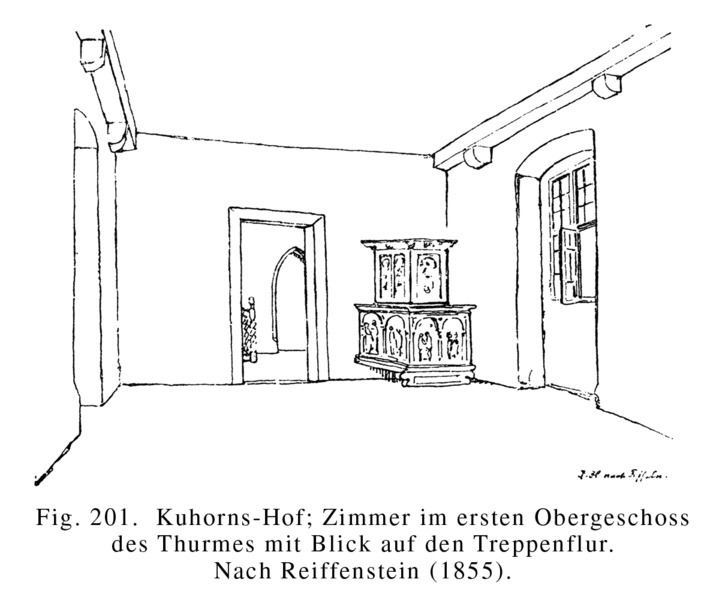 nach
Fig. 201. Kuhorns-Hof; Zimmer im ersten Obergeschoss
des Thurmes mit Blick auf den Treppenflur.
Nach Reiffenstein (1855).